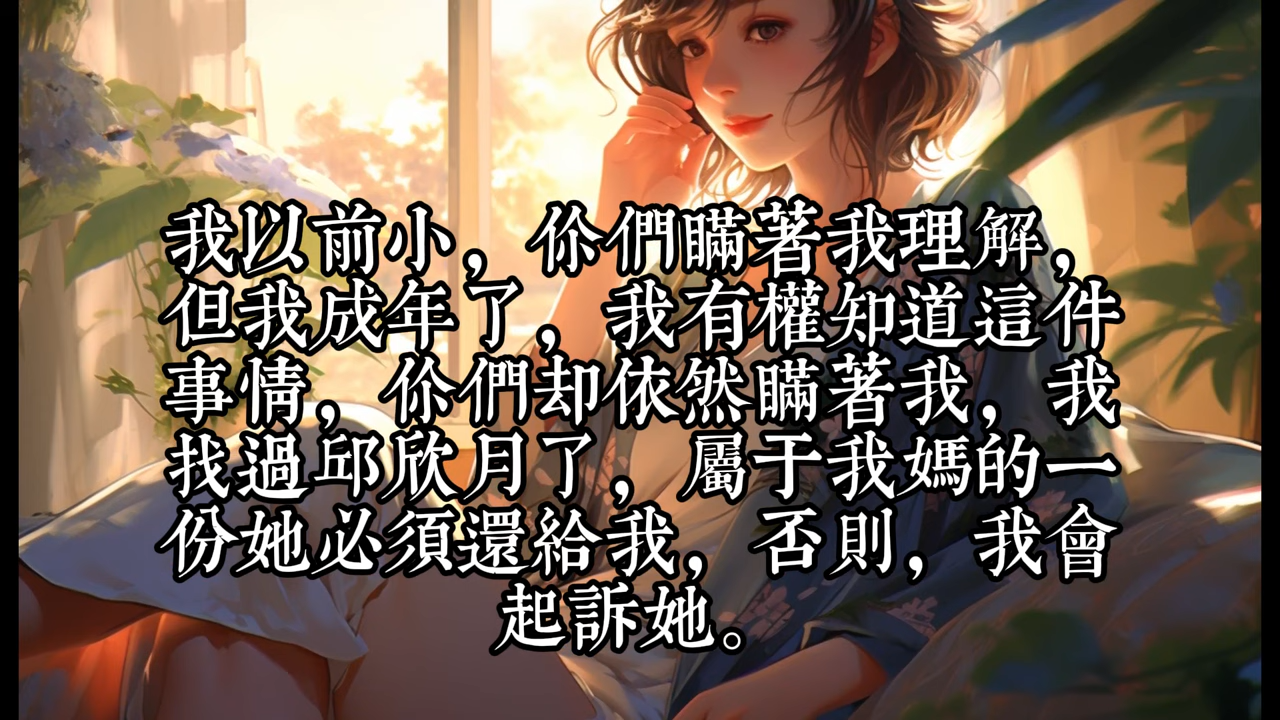 我以前小，你們瞞著我理解，
但我成年了，我有權知道這件
事情，你們却依然瞞著我，我
找過邱欣月了，屬于我媽的一
份她必須還給我，否則，我會
起訴她。